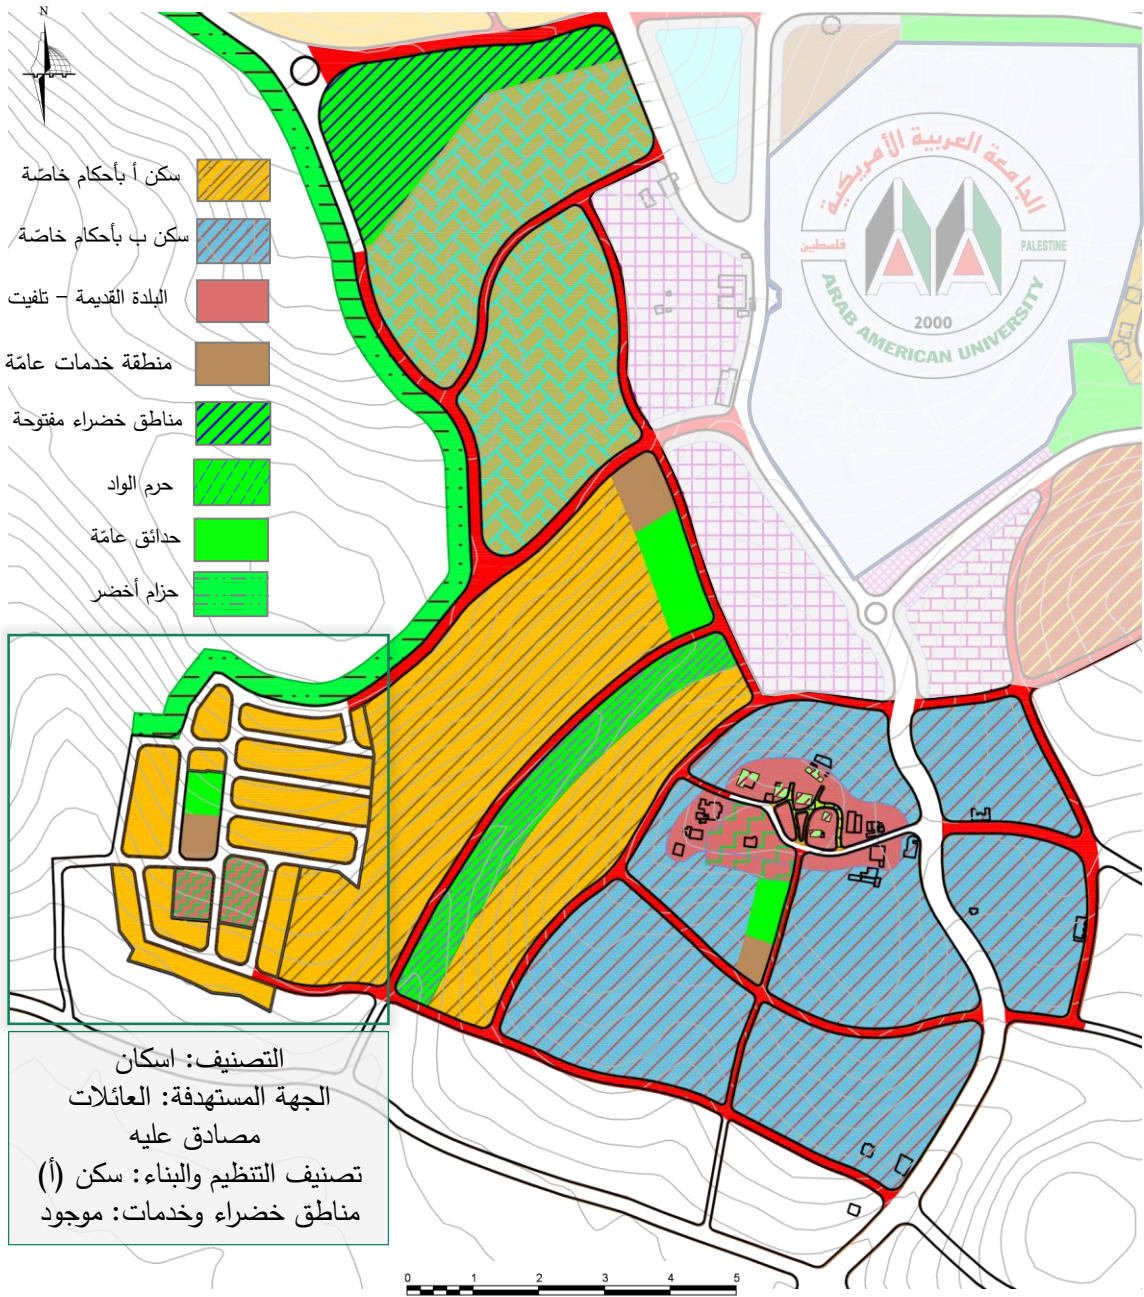 N
الجامعة العربية الأمريكية
فلسطين
PALESTINE
2000
ARAB AMERICAN UNIVERSITY
سكن أ بأحكام خاصّة
سكن ب بأحكام خاصّة
البلدة القديمة - تلفيت
منطقة خدمات عامّة
مناطق خضراء مفتوحة
حرم الواد
حدائق عامّة
حزام أخضر
التصنيف: اسكان
الجهة المستهدفة: العائلات
مصادق عليه
تصنيف التنظيم والبناء: سكن (أ)
مناطق خضراء وخدمات: موجود
0 1 2 3 4 5